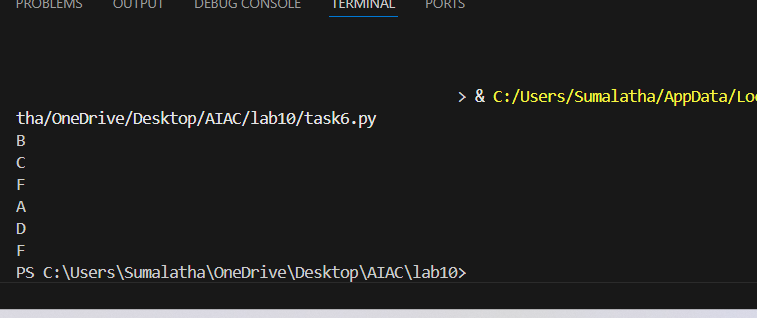 PROBLEMS OUTPUT DEBUG CONSOLE TERMINAL PORTS
> & C:/Users/Sumalatha/AppData/Loc
tha/OneDrive/Desktop/AIAC/lab10/task6.py
B
C
F
A
D
F
PS C:\Users\Sumalatha\OneDrive\Desktop\AIAC\lab10>